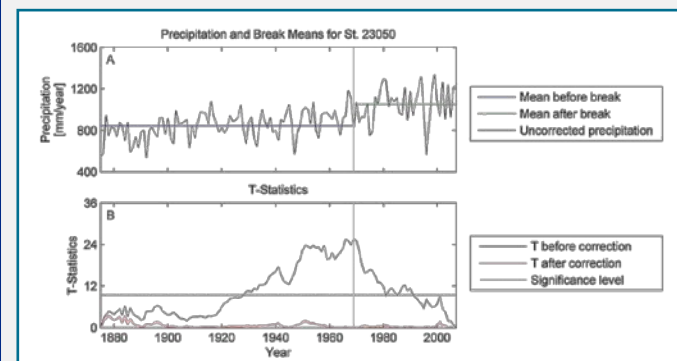 Precipitation and Break Means for St. 23050
A
1600
1200
800
400
Precipitation
[mm/year]
Mean before break
Mean after break
Uncorrected precipitation
T-Statistics
B
36
24
12
0
T-Statistics
1880
1900
1920
1940
1960
1980
2000
Year
T before correction
T after correction
Significance level